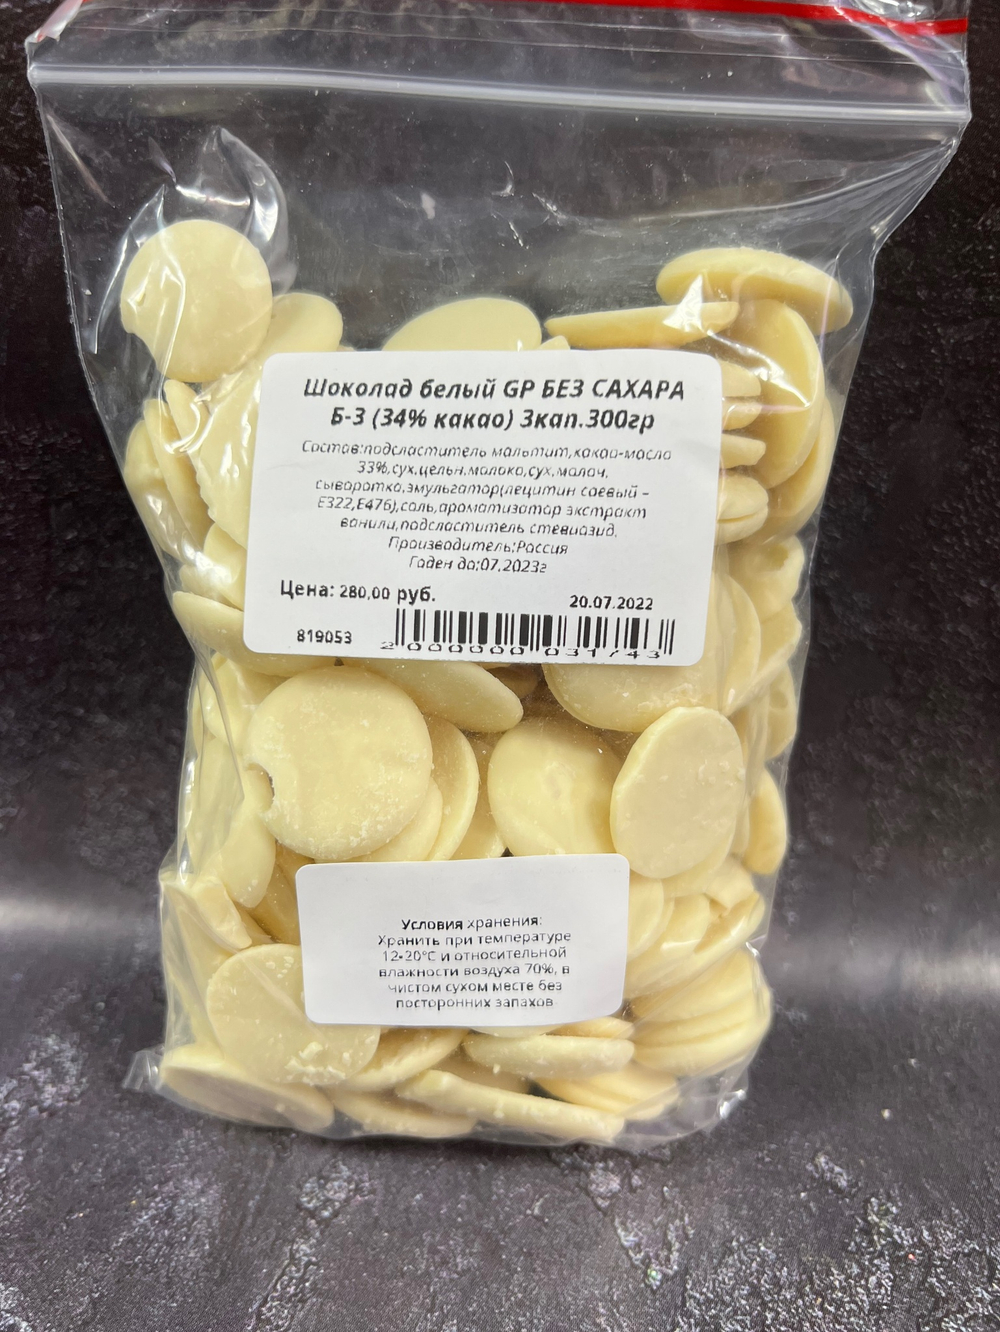 Шоколад белый GP БЕЗ САХАРА
Б-3 (34% какао) 3кап.300гр
Состав:подсластитель мальтит,какао-масло
33%,сух.цельн.молоко,сух.молоч.
сыворотка,эмульгатор(лецитин соевый –
Е322,Е476),соль,ароматизатор экстракт
ванили,подсластитель стевиозид.
Производитель:Россия
Годен до:07.2023г
Цена: 280,00 руб.
20.07.2022
819053
2000000031743
Условия хранения:
Хранить при температуре
12-20°С и относительной
влажности воздуха 70%, в
чистом сухом месте без
посторонних запахов